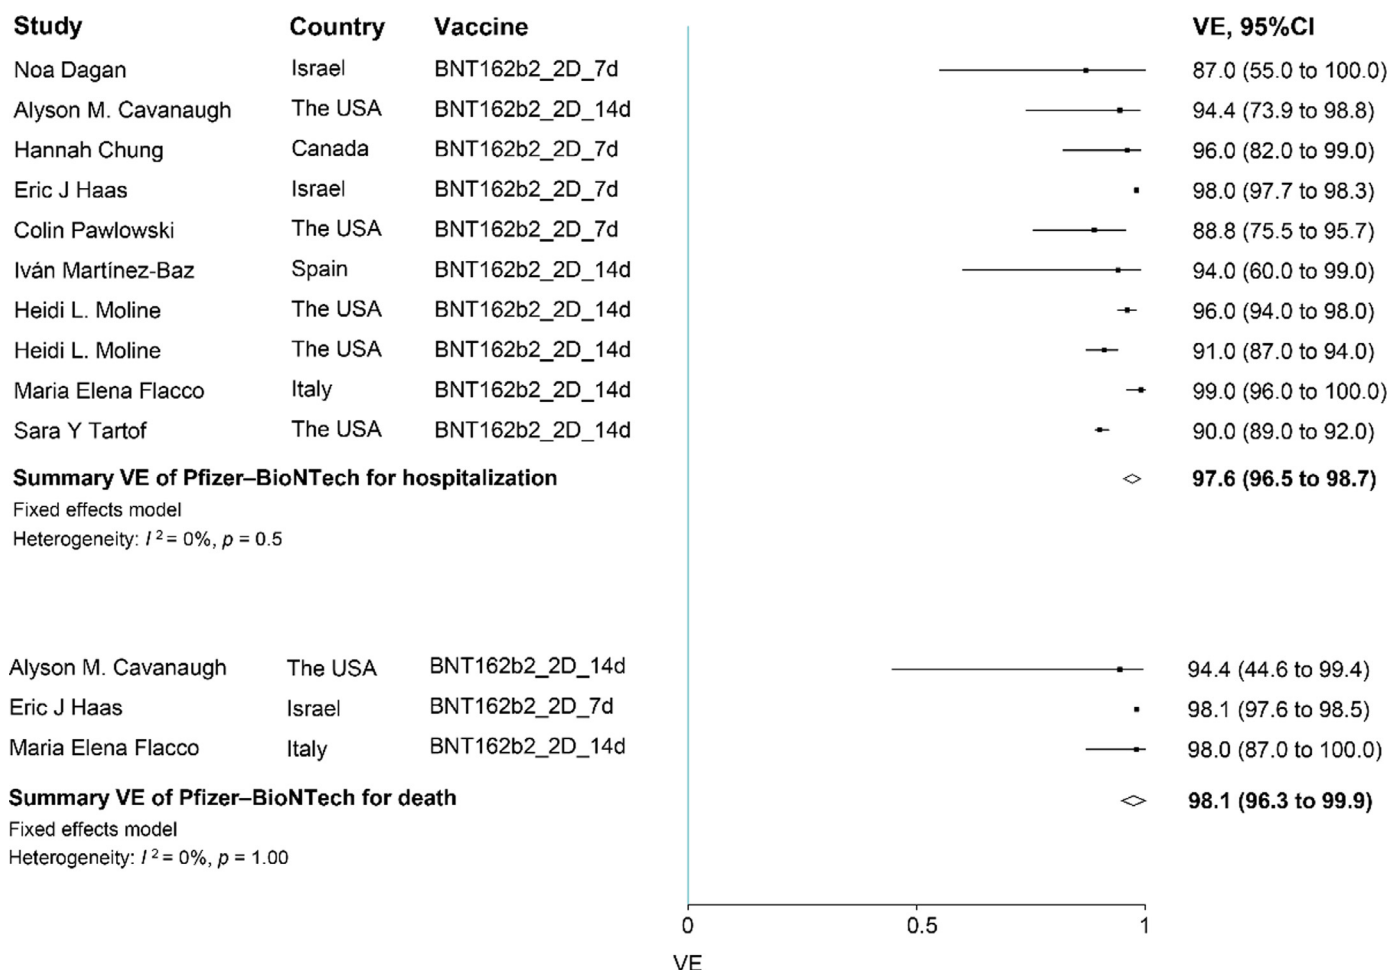 Study Country Vaccine VE, 95%CI
Noa Dagan Israel BNT162b2_2D_7d 87.0 (55.0 to 100.0)
Alyson M. Cavanaugh The USA BNT162b2_2D_14d 94.4 (73.9 to 98.8)
Hannah Chung Canada BNT162b2_2D_7d 96.0 (82.0 to 99.0)
Eric J Haas Israel BNT162b2_2D_7d 98.0 (97.7 to 98.3)
Colin Pawlowski The USA BNT162b2_2D_7d 88.8 (75.5 to 95.7)
Iván Martínez-Baz Spain BNT162b2_2D_14d 94.0 (60.0 to 99.0)
Heidi L. Moline The USA BNT162b2_2D_14d 96.0 (94.0 to 98.0)
Heidi L. Moline The USA BNT162b2_2D_14d 91.0 (87.0 to 94.0)
Maria Elena Flacco Italy BNT162b2_2D_14d 99.0 (96.0 to 100.0)
Sara Y Tartof The USA BNT162b2_2D_14d 90.0 (89.0 to 92.0)
Summary VE of Pfizer–BioNTech for hospitalization 97.6 (96.5 to 98.7)
Fixed effects model
Heterogeneity: I² = 0%, p = 0.5
Alyson M. Cavanaugh The USA BNT162b2_2D_14d 94.4 (44.6 to 99.4)
Eric J Haas Israel BNT162b2_2D_7d 98.1 (97.6 to 98.5)
Maria Elena Flacco Italy BNT162b2_2D_14d 98.0 (87.0 to 100.0)
Summary VE of Pfizer–BioNTech for death 98.1 (96.3 to 99.9)
Fixed effects model
Heterogeneity: I² = 0%, p = 1.00
0 0.5 1
VE